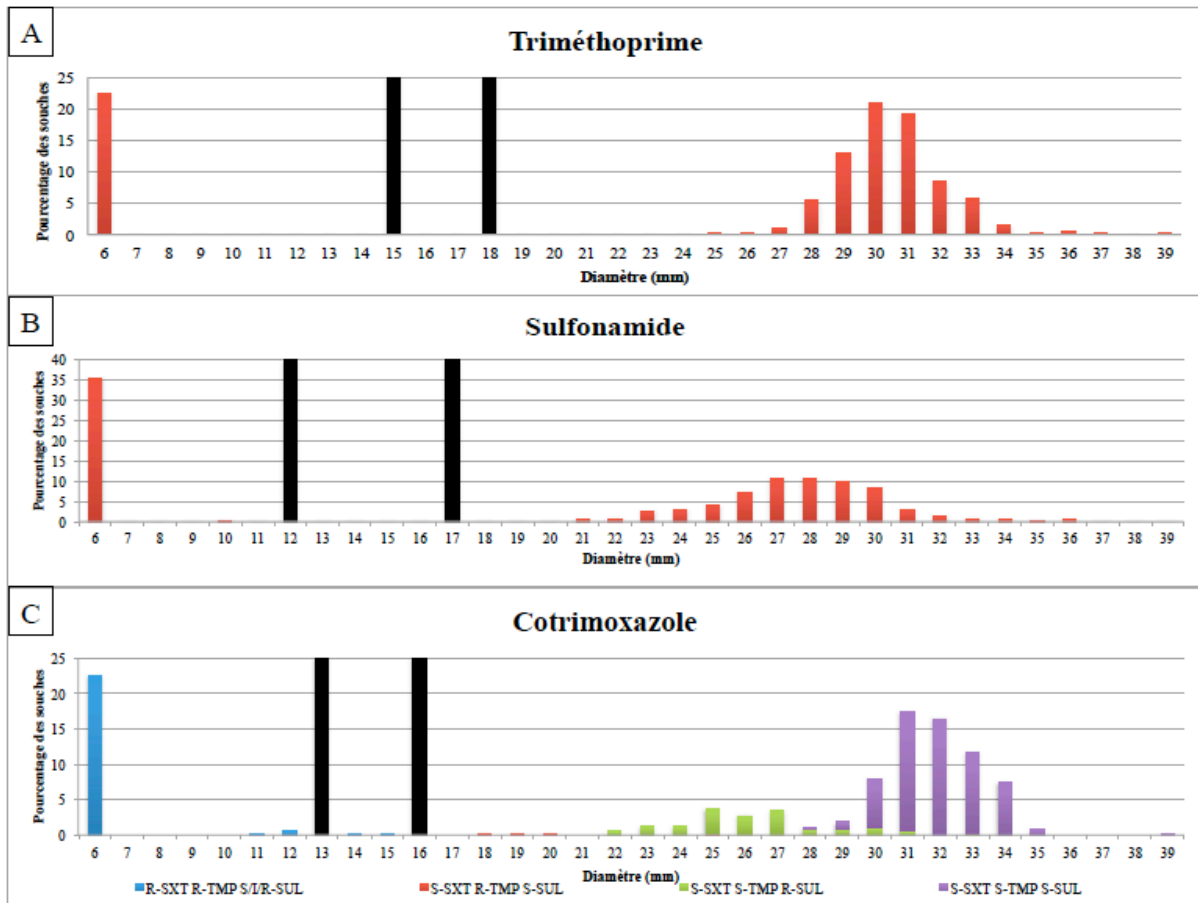 A
Triméthoprime
Pourcentage des souches
25
20
15
10
5
0
6 7 8 9 10 11 12 13 14 15 16 17 18 19 20 21 22 23 24 25 26 27 28 29 30 31 32 33 34 35 36 37 38 39
Diamètre (mm)
B
Sulfonamide
Pourcentage des souches
40
35
30
25
20
15
10
5
0
6 7 8 9 10 11 12 13 14 15 16 17 18 19 20 21 22 23 24 25 26 27 28 29 30 31 32 33 34 35 36 37 38 39
Diamètre (mm)
C
Cotrimoxazole
Pourcentage des souches
25
20
15
10
5
0
6 7 8 9 10 11 12 13 14 15 16 17 18 19 20 21 22 23 24 25 26 27 28 29 30 31 32 33 34 35 36 37 38 39
Diamètre (mm)
R-SXT R-TMP S/I/R-SUL S-SXT R-TMP S-SUL S-SXT S-TMP R-SUL S-SXT S-TMP S-SUL